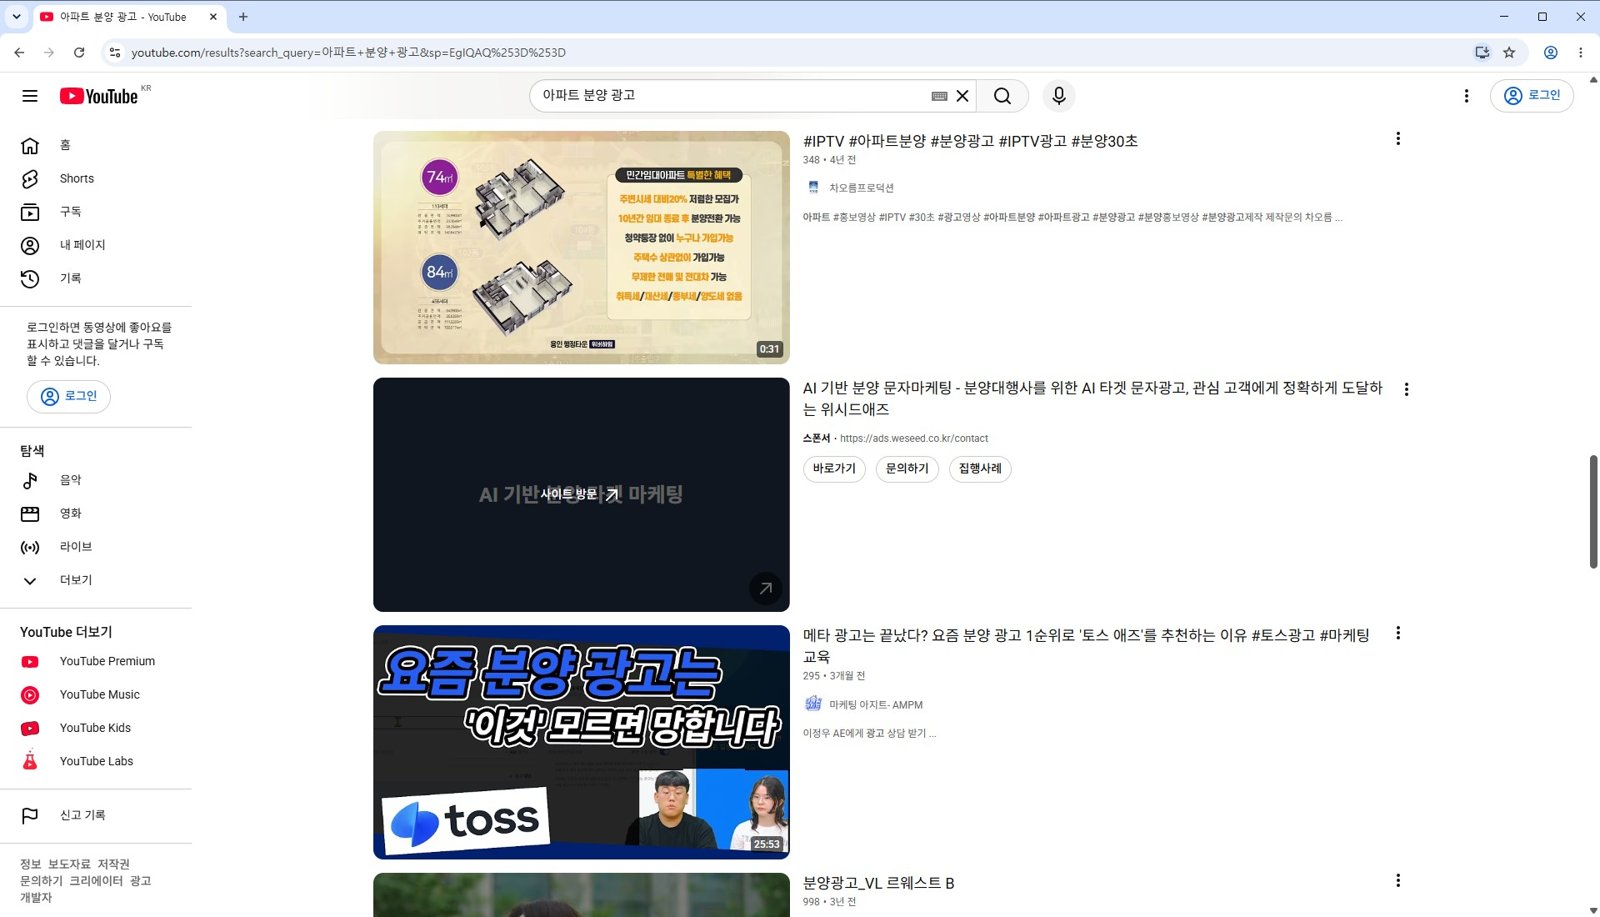 아파트 분양 광고 - YouTube
youtube.com/results?search_query=아파트+분양+광고&sp=EgIQAQ%253D%253D
YouTube KR
아파트 분양 광고
로그인
홈
Shorts
구독
내 페이지
기록
로그인하면 동영상에 좋아요를
표시하고 댓글을 달거나 구독
할 수 있습니다.
로그인
탐색
음악
영화
라이브
더보기
YouTube 더보기
YouTube Premium
YouTube Music
YouTube Kids
YouTube Labs
신고 기록
정보 보도자료 저작권
문의하기 크리에이터 광고
개발자
74㎡
84㎡
민간임대아파트 특별한 혜택
주변시세 대비20% 저렴한 모집가
10년간 임대 종료 후 분양전환 가능
청약통장 없이 누구나 가입가능
주택수 상관없이 가입가능
무제한 전매 및 전대차 가능
취득세/재산세/종부세/양도세 없음
용인 행정타운
0:31
#IPTV #아파트분양 #분양광고 #IPTV광고 #분양30초
348 • 4년 전
차오름프로덕션
아파트 #홍보영상 #IPTV #30초 #광고영상 #아파트분양 #아파트광고 #분양광고 #분양홍보영상 #분양광고제작 제작문의 차오름 ...
AI 기반 분양 타겟 마케팅
사이트 방문
AI 기반 분양 문자마케팅 - 분양대행사를 위한 AI 타겟 문자광고, 관심 고객에게 정확하게 도달하
는 위시드애즈
스폰서 · https://ads.weseed.co.kr/contact
바로가기 문의하기 집행사례
요즘 분양 광고는
'이것' 모르면 망합니다
toss
25:53
메타 광고는 끝났다? 요즘 분양 광고 1순위로 '토스 애즈'를 추천하는 이유 #토스광고 #마케팅
교육
295 • 3개월 전
마케팅 아지트- AMPM
이정우 AE에게 광고 상담 받기 ...
분양광고_VL 르웨스트 B
998 • 3년 전